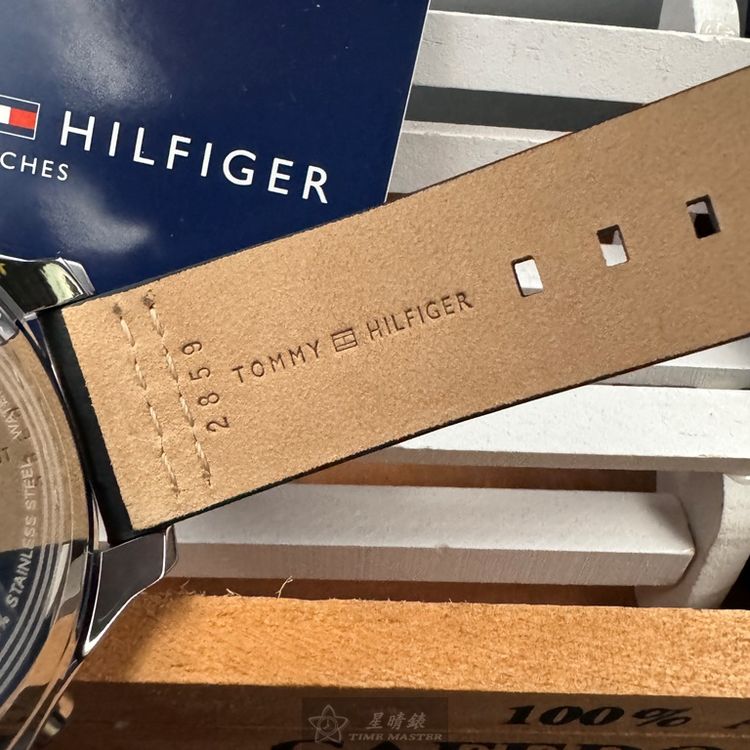 HILFIGER
CHES
TOMMY HILFIGER
2859
STAINLESS STEEL
100%
星晴錶
TIME MASTER